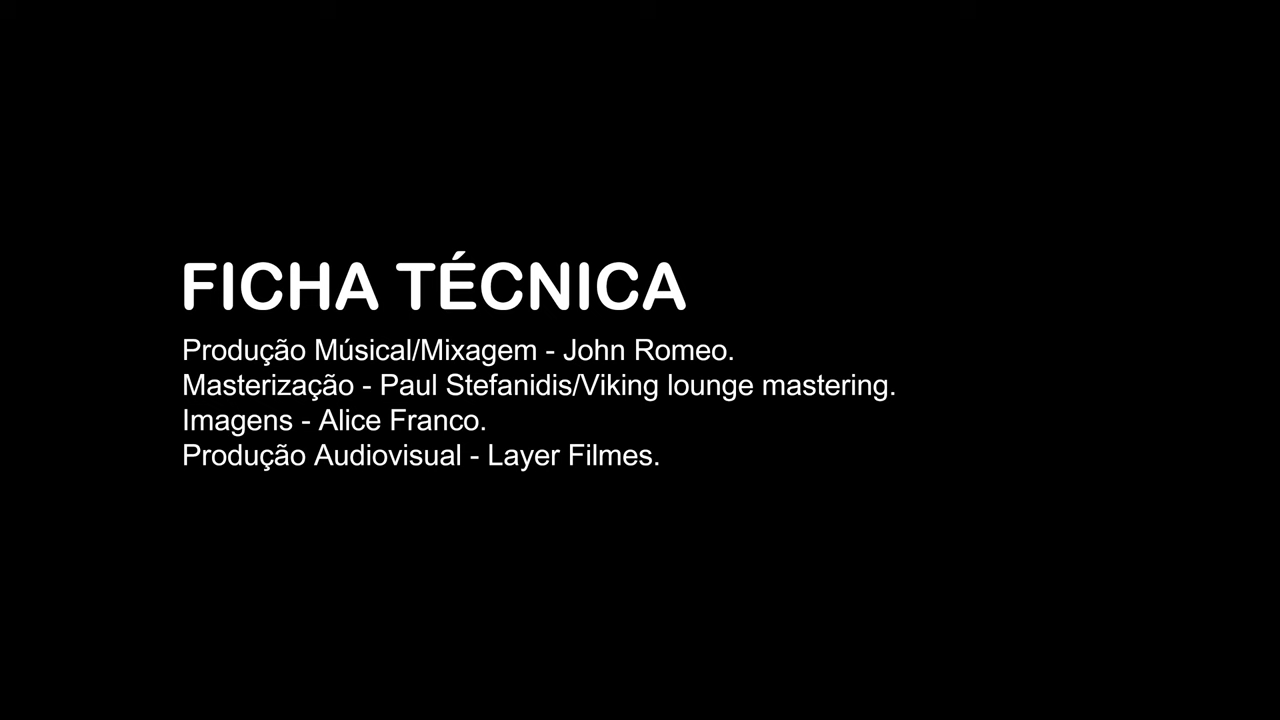 FICHA TÉCNICA
Produção Músical/Mixagem - John Romeo.
Masterização - Paul Stefanidis/Viking lounge mastering.
Imagens - Alice Franco.
Produção Audiovisual - Layer Filmes.